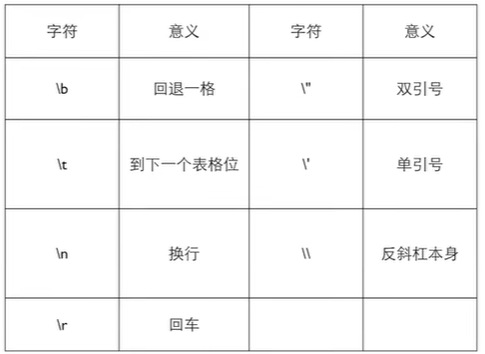 字符 意义 字符 意义
\b 回退一格 \" 双引号
\t 到下一个表格位 \' 单引号
\n 换行 \\ 反斜杠本身
\r 回车